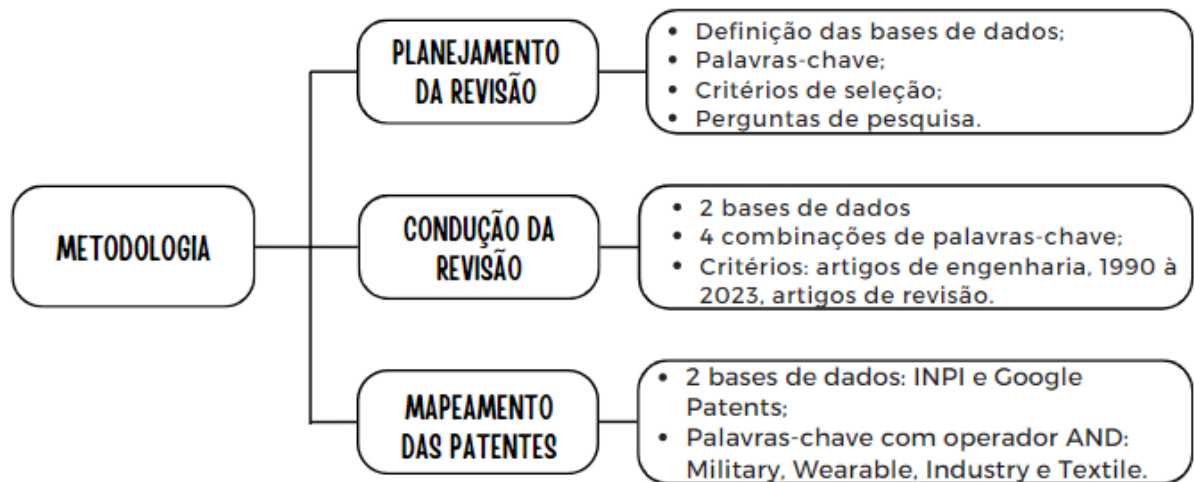 METODOLOGIA
PLANEJAMENTO
DA REVISÃO
• Definição das bases de dados;
• Palavras-chave;
• Critérios de seleção;
• Perguntas de pesquisa.
CONDUÇÃO DA
REVISÃO
• 2 bases de dados
• 4 combinações de palavras-chave;
• Critérios: artigos de engenharia, 1990 à
2023, artigos de revisão.
MAPEAMENTO
DAS PATENTES
• 2 bases de dados: INPI e Google
Patents;
• Palavras-chave com operador AND:
Military, Wearable, Industry e Textile.